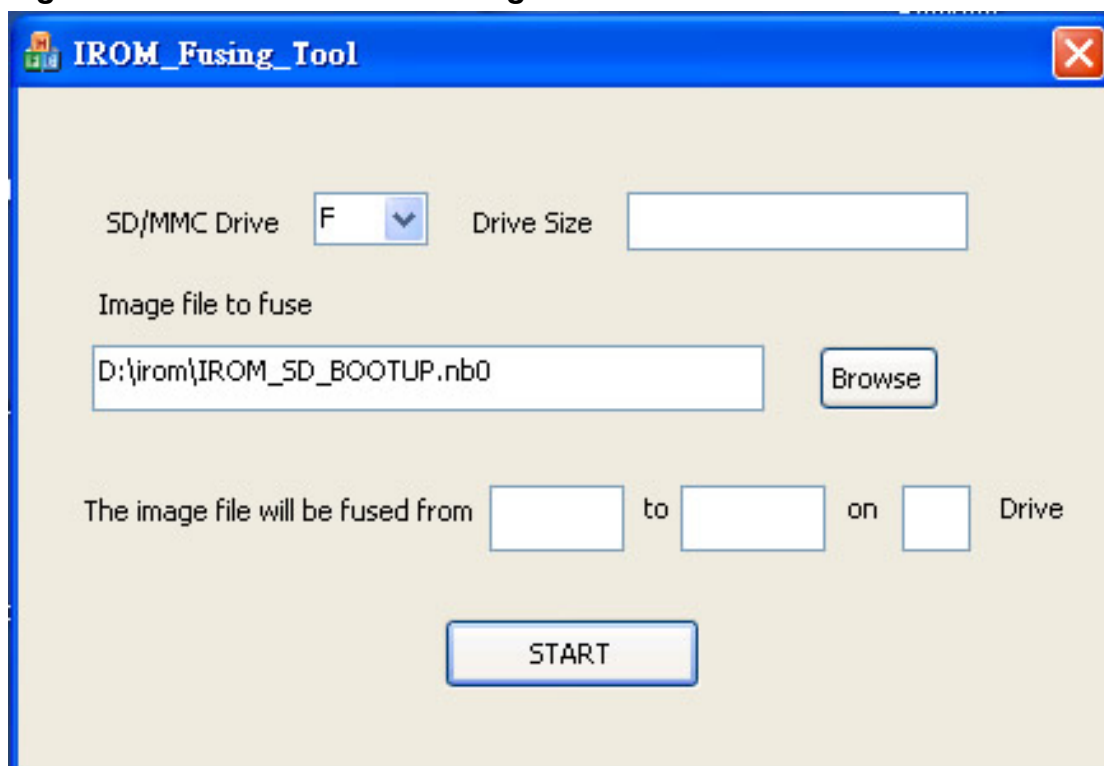 IROM_Fusing_Tool
SD/MMC Drive F Drive Size
Image file to fuse
D:\irom\IROM_SD_BOOTUP.nb0 Browse
The image file will be fused from to on Drive
START